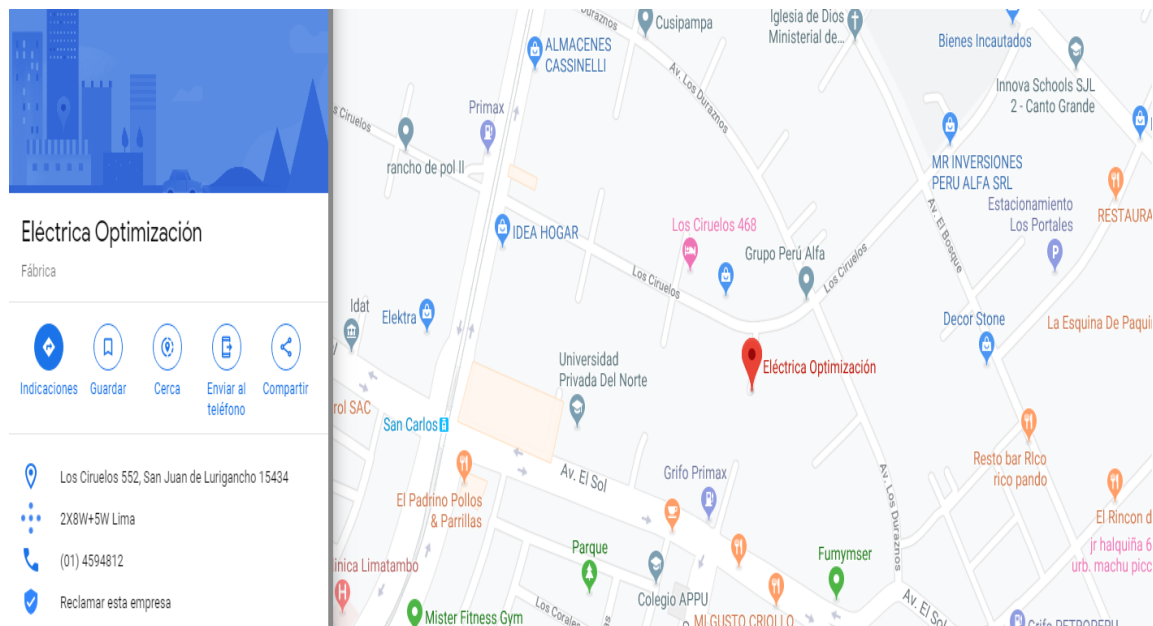 Eléctrica Optimización
Fábrica
Indicaciones
Guardar
Cerca
Enviar al
teléfono
Compartir
Los Ciruelos 552, San Juan de Lurigancho 15434
2X8W+5W Lima
(01) 4594812
Reclamar esta empresa
Duraznos
Cusipampa
Iglesia de Dios
Ministerial de...
Bienes Incautados
ALMACENES
CASSINELLI
Av. Los Duraznos
Innova Schools SJL
2 - Canto Grande
Primax
s Ciruelos
rancho de pol II
MR INVERSIONES
PERU ALFA SRL
Estacionamiento
Los Portales
RESTAURA
Av. El Bosque
IDEA HOGAR
Los Ciruelos 468
Grupo Perú Alfa
Los Ciruelos
Los Ciruelos
Idat
Elektra
Decor Stone
La Esquina De Paqui
Universidad
Privada Del Norte
Eléctrica Optimización
rol SAC
San Carlos
Av. El Sol
Grifo Primax
Resto bar RIco
rico pando
Av. Los Duraznos
El Padrino Pollos
& Parrillas
El Rincon d
jr halquiña 6
urb. machu picc
Parque
Fumymser
inica Limatambo
H
Colegio APPU
Los Corale
Av. El Sol
Mister Fitness Gym
MI GUSTO CRIOLLO
Grifo PETROPERU